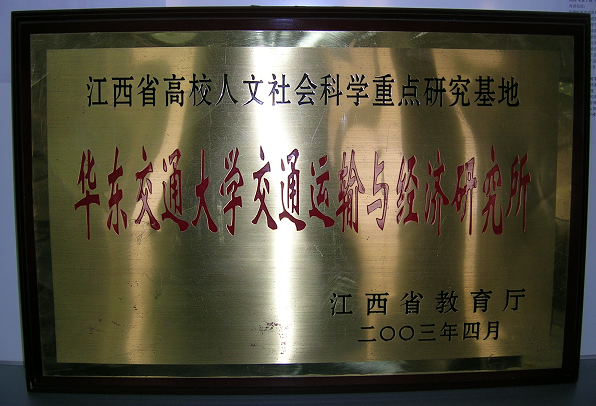 江西省高校人文社会科学重点研究基地
华东交通大学交通运输与经济研究所
江西省教育厅
二〇〇三年四月